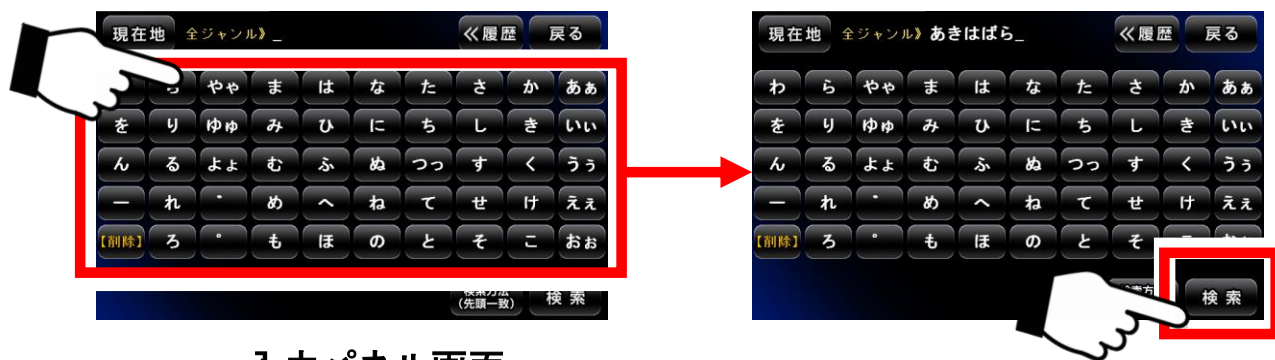 現在地 全ジャンル》_ ≪履歴 戻る
ら やゃ ま は な た さ か あぁ
を り ゆゅ み ひ に ち し き いぃ
ん る よょ む ふ ぬ つっ す く うぅ
ー れ ゛ め へ ね て せ け えぇ
【削除】 ろ ゜ も ほ の と そ こ おぉ
検索方法
(先頭一致) 検索
現在地 全ジャンル》あきはばら_ ≪履歴 戻る
わ ら やゃ ま は な た さ か あぁ
を り ゆゅ み ひ に ち し き いぃ
ん る よょ む ふ ぬ つっ す く うぅ
ー れ ゛ め へ ね て せ け えぇ
【削除】 ろ ゜ も ほ の と そ
検索
入力パネル画面